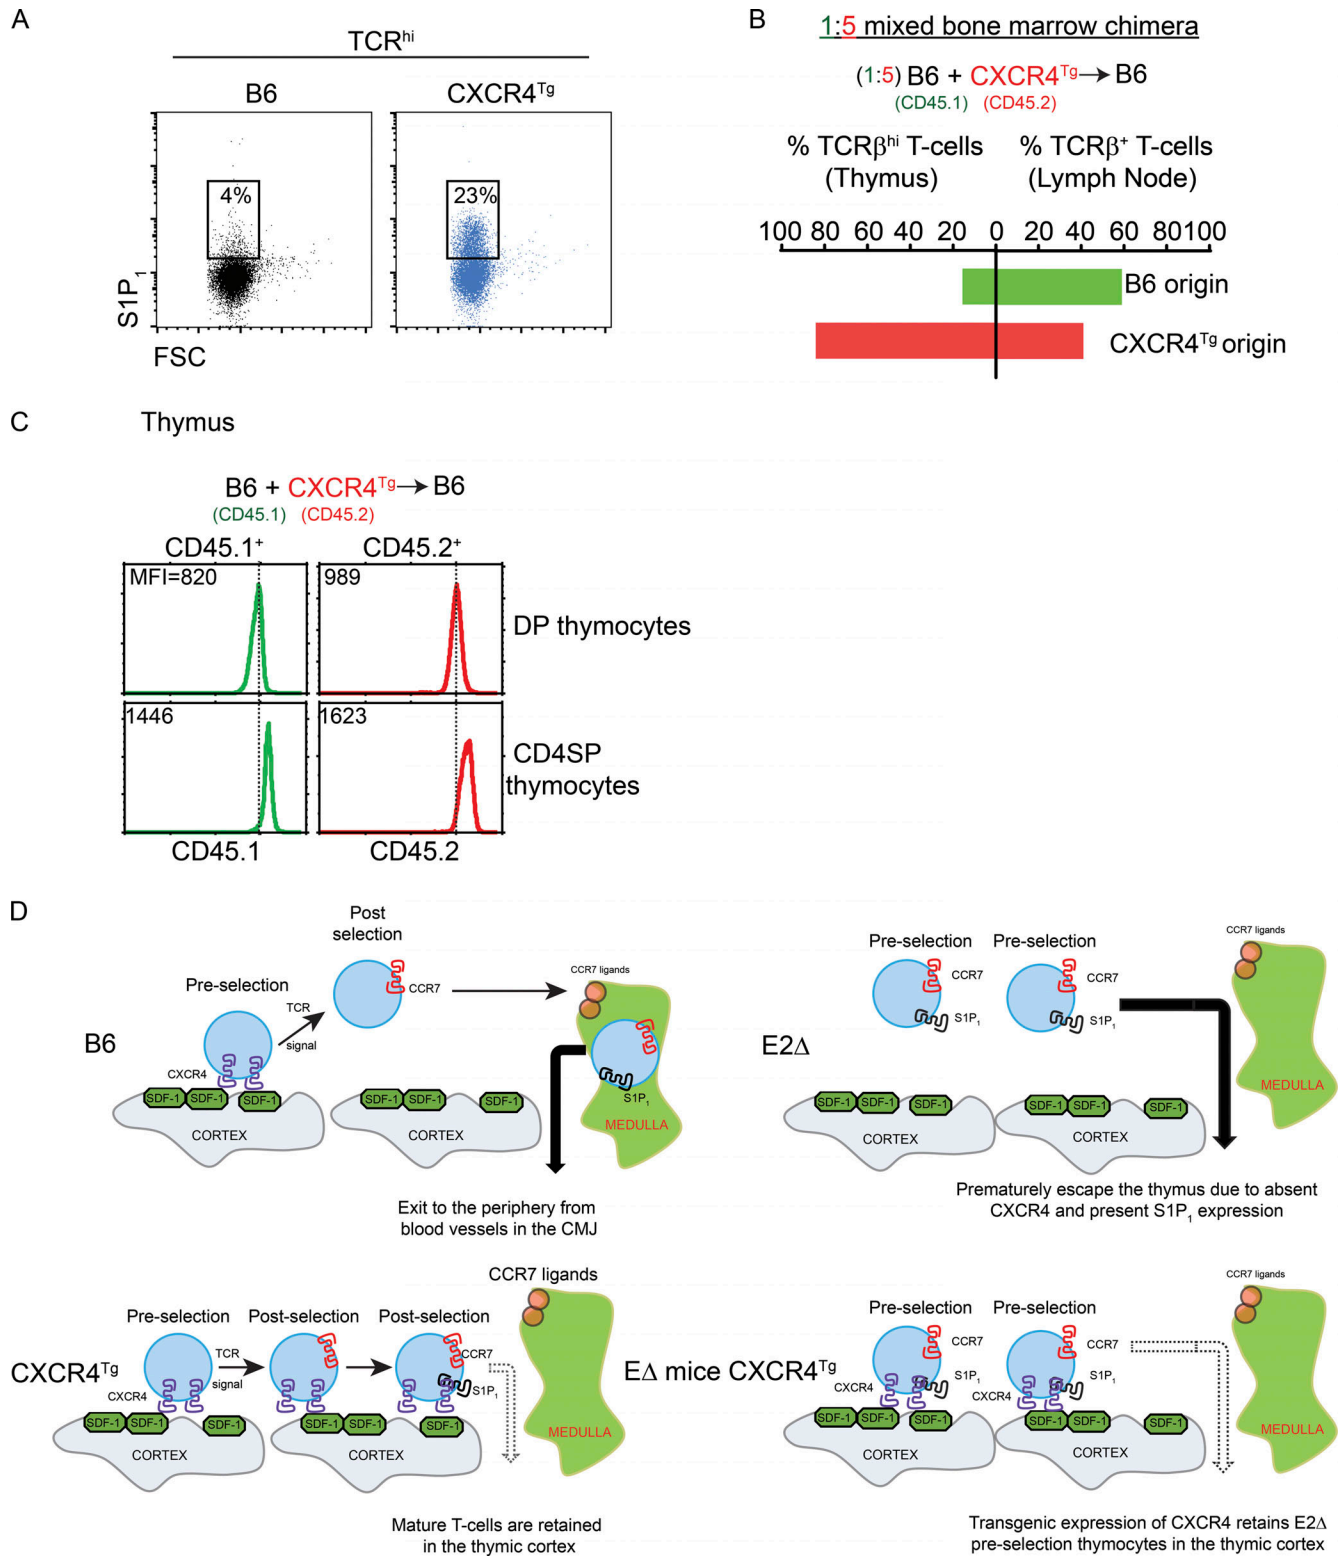 A
TCRhi
B6
CXCR4Tg
4%
23%
S1P1
FSC
B
1:5 mixed bone marrow chimera
(1:5) B6 + CXCR4Tg B6
(CD45.1) (CD45.2)
% TCRβhi T-cells
(Thymus)
% TCRβ+ T-cells
(Lymph Node)
100 80 60 40 20 0 20 40 60 80 100
B6 origin
CXCR4Tg origin
C
Thymus
B6 + CXCR4Tg B6
(CD45.1) (CD45.2)
CD45.1+
CD45.2+
MFI=820
989
DP thymocytes
1446
1623
CD4SP
thymocytes
CD45.1
CD45.2
D
B6
Pre-selection
TCR
signal
Post
selection
CCR7
CCR7 ligands
CXCR4
SDF-1 SDF-1 SDF-1
CORTEX
SDF-1 SDF-1 SDF-1
CORTEX
S1P1
MEDULLA
Exit to the periphery from
blood vessels in the CMJ
E2Δ
Pre-selection
Pre-selection
CCR7
S1P1
CCR7
S1P1
CCR7 ligands
MEDULLA
SDF-1 SDF-1 SDF-1
CORTEX
SDF-1 SDF-1 SDF-1
CORTEX
Prematurely escape the thymus due to absent
CXCR4 and present S1P1 expression
CXCR4Tg
Pre-selection
TCR
signal
Post-selection
Post-selection
CCR7 ligands
CCR7
S1P1
CXCR4
SDF-1 SDF-1 SDF-1
CORTEX
SDF-1 SDF-1 SDF-1
CORTEX
MEDULLA
Mature T-cells are retained
in the thymic cortex
EΔ mice CXCR4Tg
Pre-selection
Pre-selection
CCR7 ligands
CCR7
S1P1
CCR7
S1P1
CXCR4
CXCR4
SDF-1 SDF-1 SDF-1
CORTEX
SDF-1 SDF-1 SDF-1
CORTEX
MEDULLA
Transgenic expression of CXCR4 retains E2Δ
pre-selection thymocytes in the thymic cortex